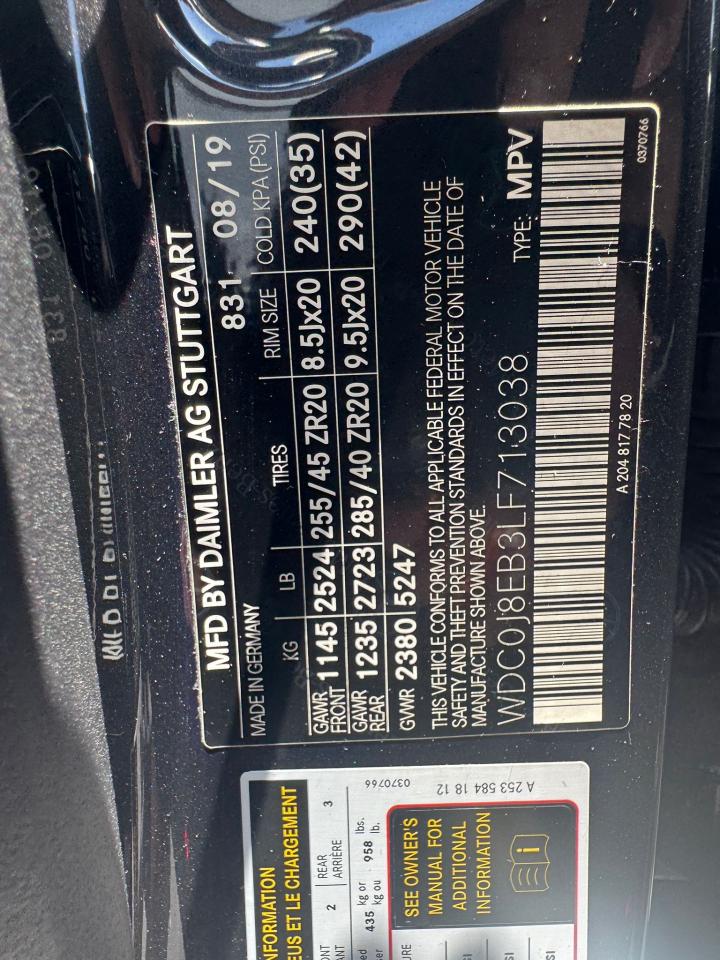 MFD BY DAIMLER AG STUTTGART
MADE IN GERMANY 831 08/19
KG LB TIRES RIM SIZE COLD KPA(PSI)
GAWR FRONT 1145 2524 255/45 ZR20 8.5Jx20 240(35)
GAWR REAR 1235 2723 285/40 ZR20 9.5Jx20 290(42)
GVWR 2380 5247
THIS VEHICLE CONFORMS TO ALL APPLICABLE FEDERAL MOTOR VEHICLE
SAFETY AND THEFT PREVENTION STANDARDS IN EFFECT ON THE DATE OF
MANUFACTURE SHOWN ABOVE.
WDC0J8EB3LF713038 TYPE: MPV
A 204 817 78 20
0370766
NFORMATION
EUS ET LE CHARGEMENT
2 REAR 3
ARRIÈRE
435 kg or 958 lbs.
kg ou lb.
SEE OWNER'S
MANUAL FOR
ADDITIONAL
INFORMATION
i
0370766
A 253 584 18 12